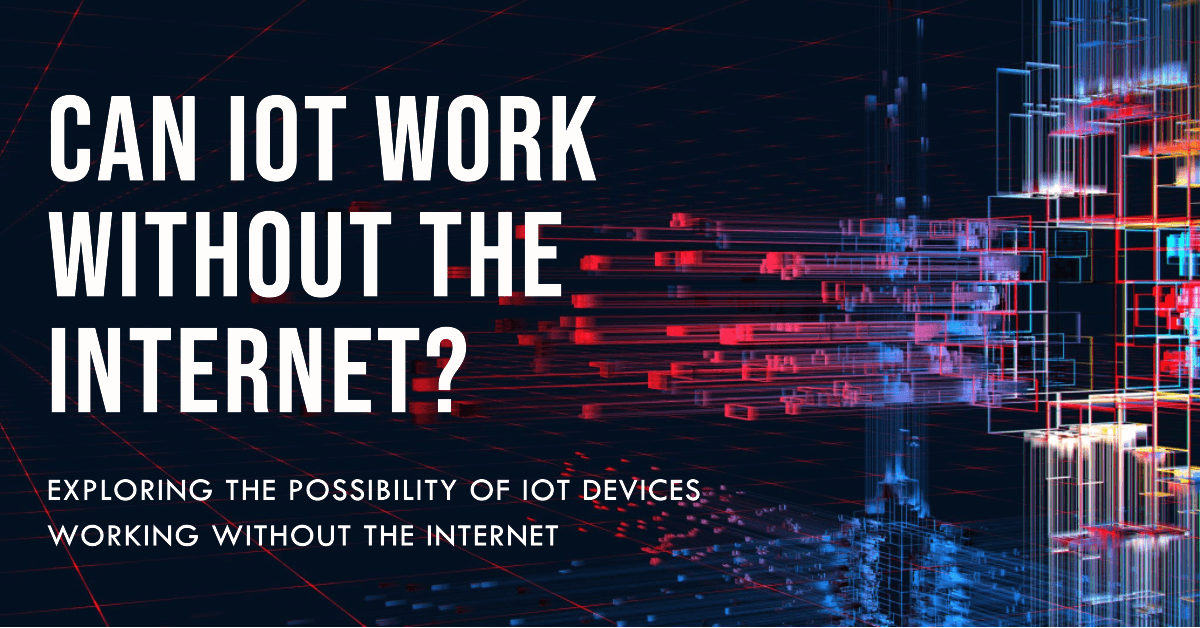 CAN IOT WORK
WITHOUT THE
INTERNET?
EXPLORING THE POSSIBILITY OF IOT DEVICES
WORKING WITHOUT THE INTERNET